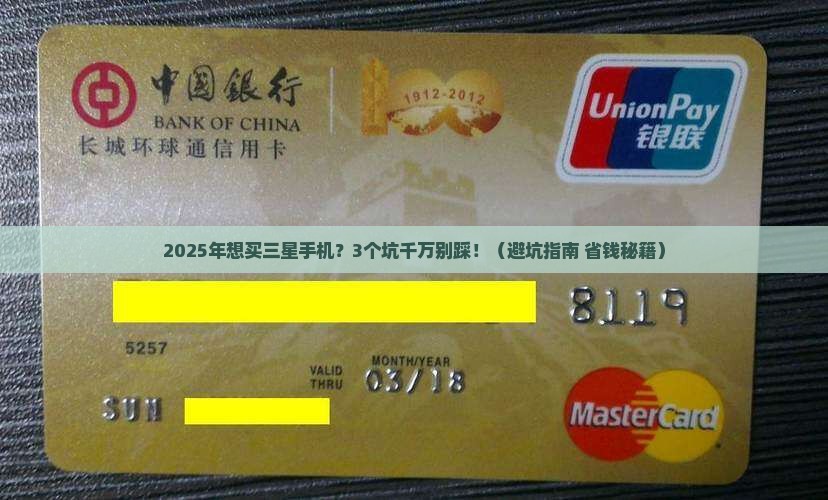 中国銀行
BANK OF CHINA
长城环球通信用卡
1912-2012
UnionPay
银联
2025年想买三星手机？3个坑千万别踩！（避坑指南 省钱秘籍）
8119
5257
VALID THRU
MONTH/YEAR
03/18
SUN
MasterCard